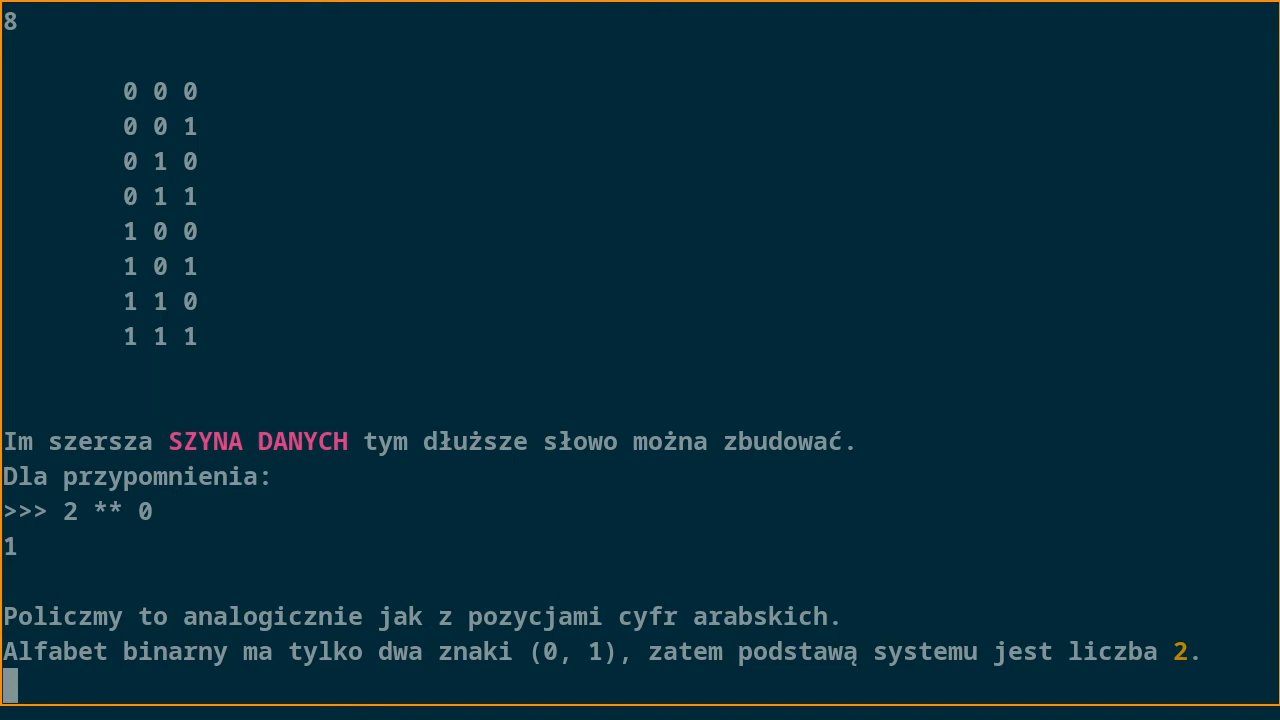 8
0 0 0
0 0 1
0 1 0
0 1 1
1 0 0
1 0 1
1 1 0
1 1 1
Im szersza SZYNA DANYCH tym dłuższe słowo można zbudować.
Dla przypomnienia:
>>> 2 ** 0
1
Policzmy to analogicznie jak z pozycjami cyfr arabskich.
Alfabet binarny ma tylko dwa znaki (0, 1), zatem podstawą systemu jest liczba 2.